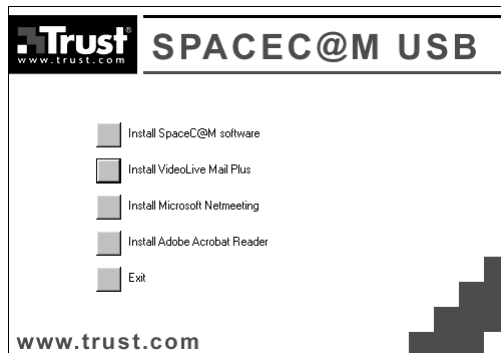 Trust
www.trust.com
SPACEC@M USB
Install SpaceC@M software
Install VideoLive Mail Plus
Install Microsoft Netmeeting
Install Adobe Acrobat Reader
Exit
www.trust.com